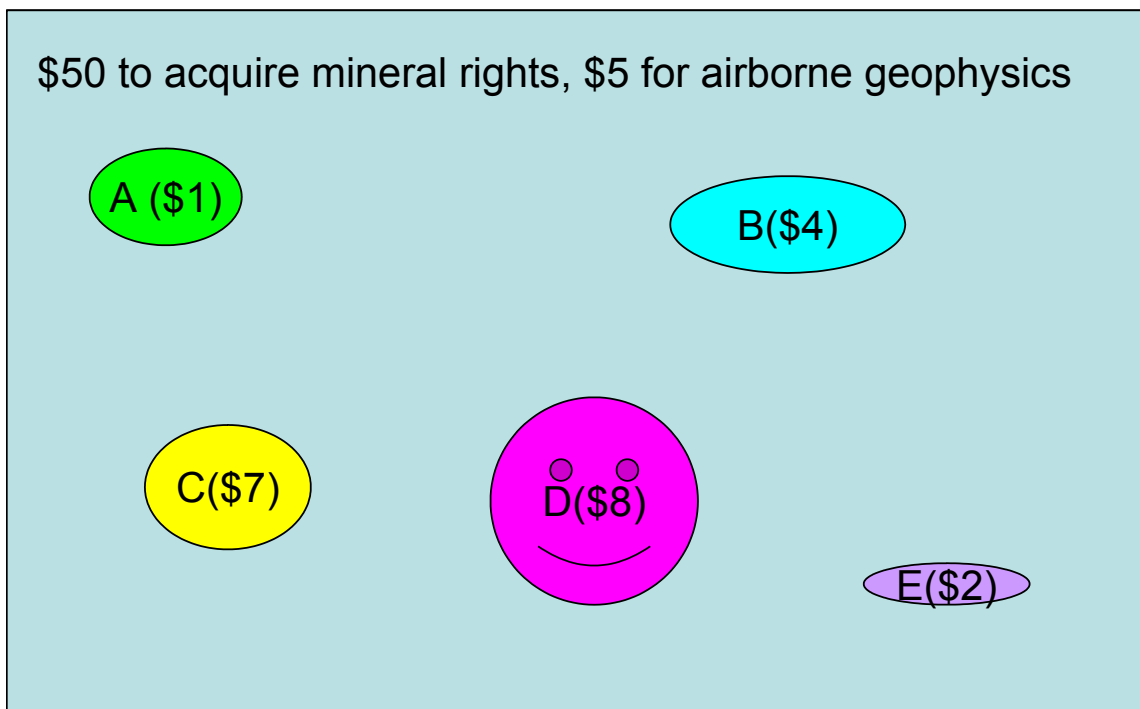 $50 to acquire mineral rights, $5 for airborne geophysics
A ($1)
B($4)
C($7)
D($8)
E($2)